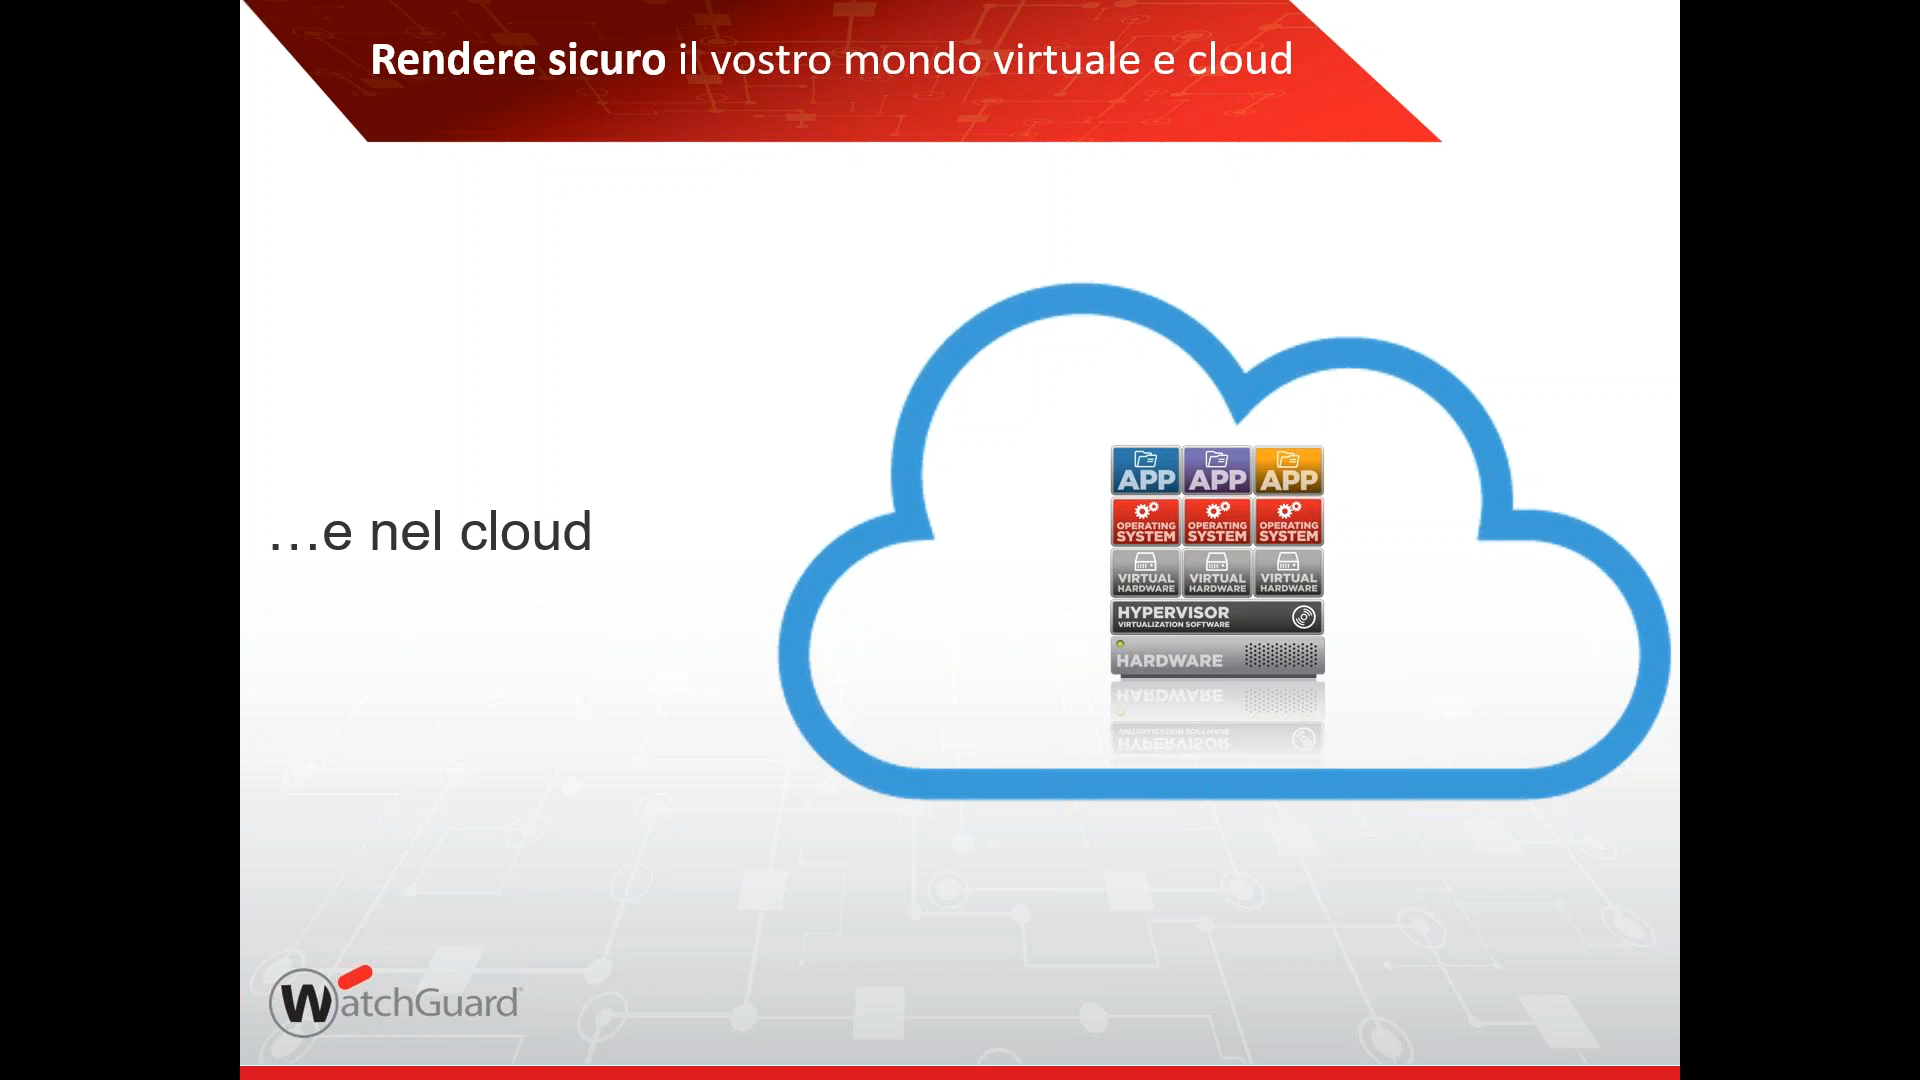 Rendere sicuro il vostro mondo virtuale e cloud
…e nel cloud
APP APP APP
OPERATING SYSTEM OPERATING SYSTEM OPERATING SYSTEM
VIRTUAL HARDWARE VIRTUAL HARDWARE VIRTUAL HARDWARE
HYPERVISOR
VIRTUALIZATION SOFTWARE
HARDWARE
WatchGuard